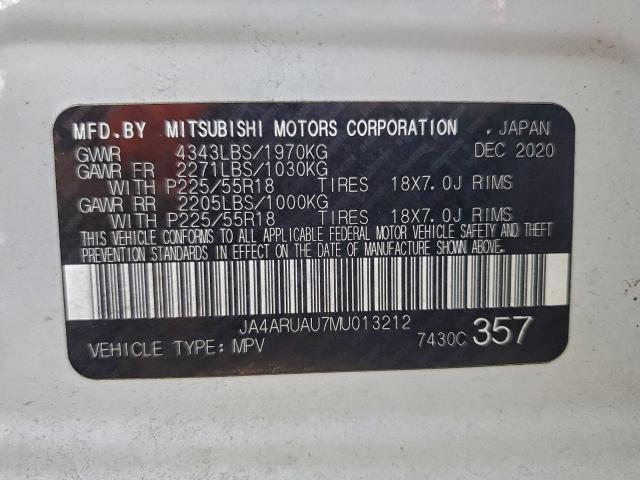 MFD.BY MITSUBISHI MOTORS CORPORATION . JAPAN
GVWR 4343LBS/1970KG DEC 2020
GAWR FR 2271LBS/1030KG
WITH P225/55R18 TIRES 18X7.0J RIMS
GAWR RR 2205LBS/1000KG
WITH P225/55R18 TIRES 18X7.0J RIMS
THIS VEHICLE CONFORMS TO ALL APPLICABLE FEDERAL MOTOR VEHICLE SAFETY AND THEFT
PREVENTION STANDARDS IN EFFECT ON THE DATE OF MANUFACTURE SHOWN ABOVE.
JA4ARUAU7MU013212
VEHICLE TYPE: MPV 7430C 357